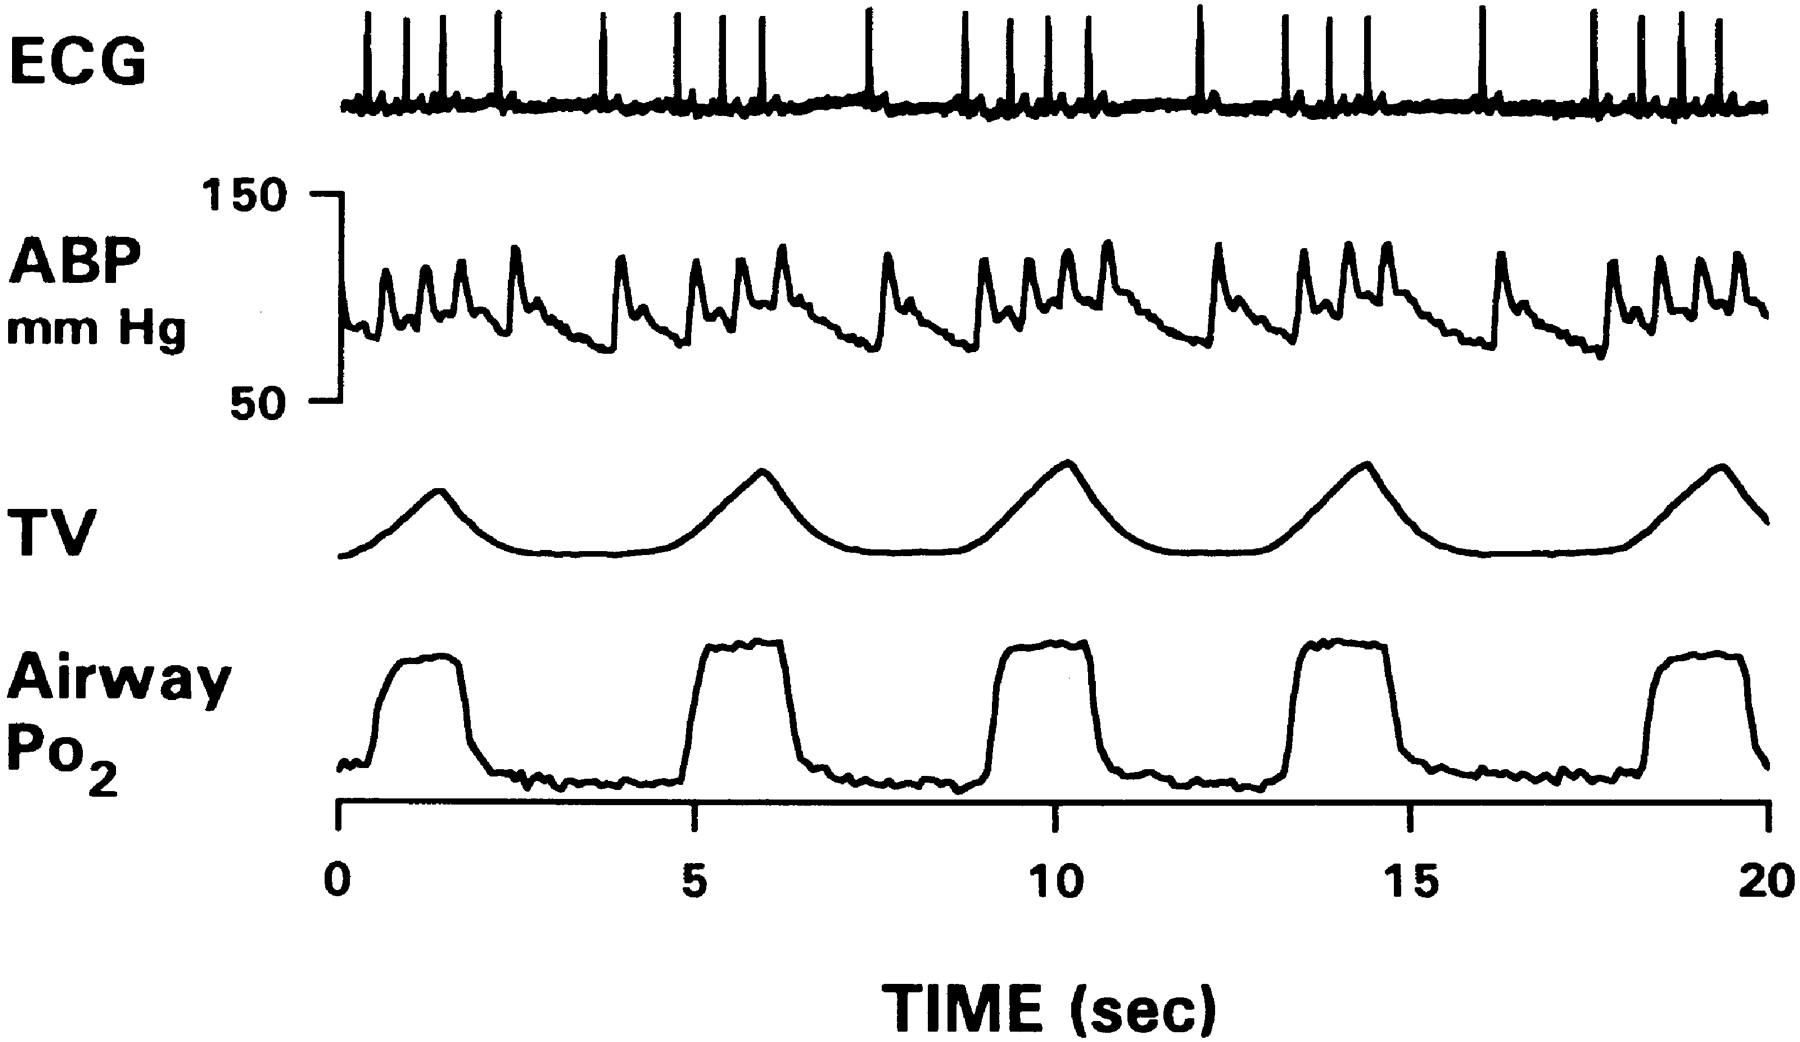 ECG
150
ABP
mm Hg
50
TV
Airway
Po2
0 5 10 15 20
TIME (sec)